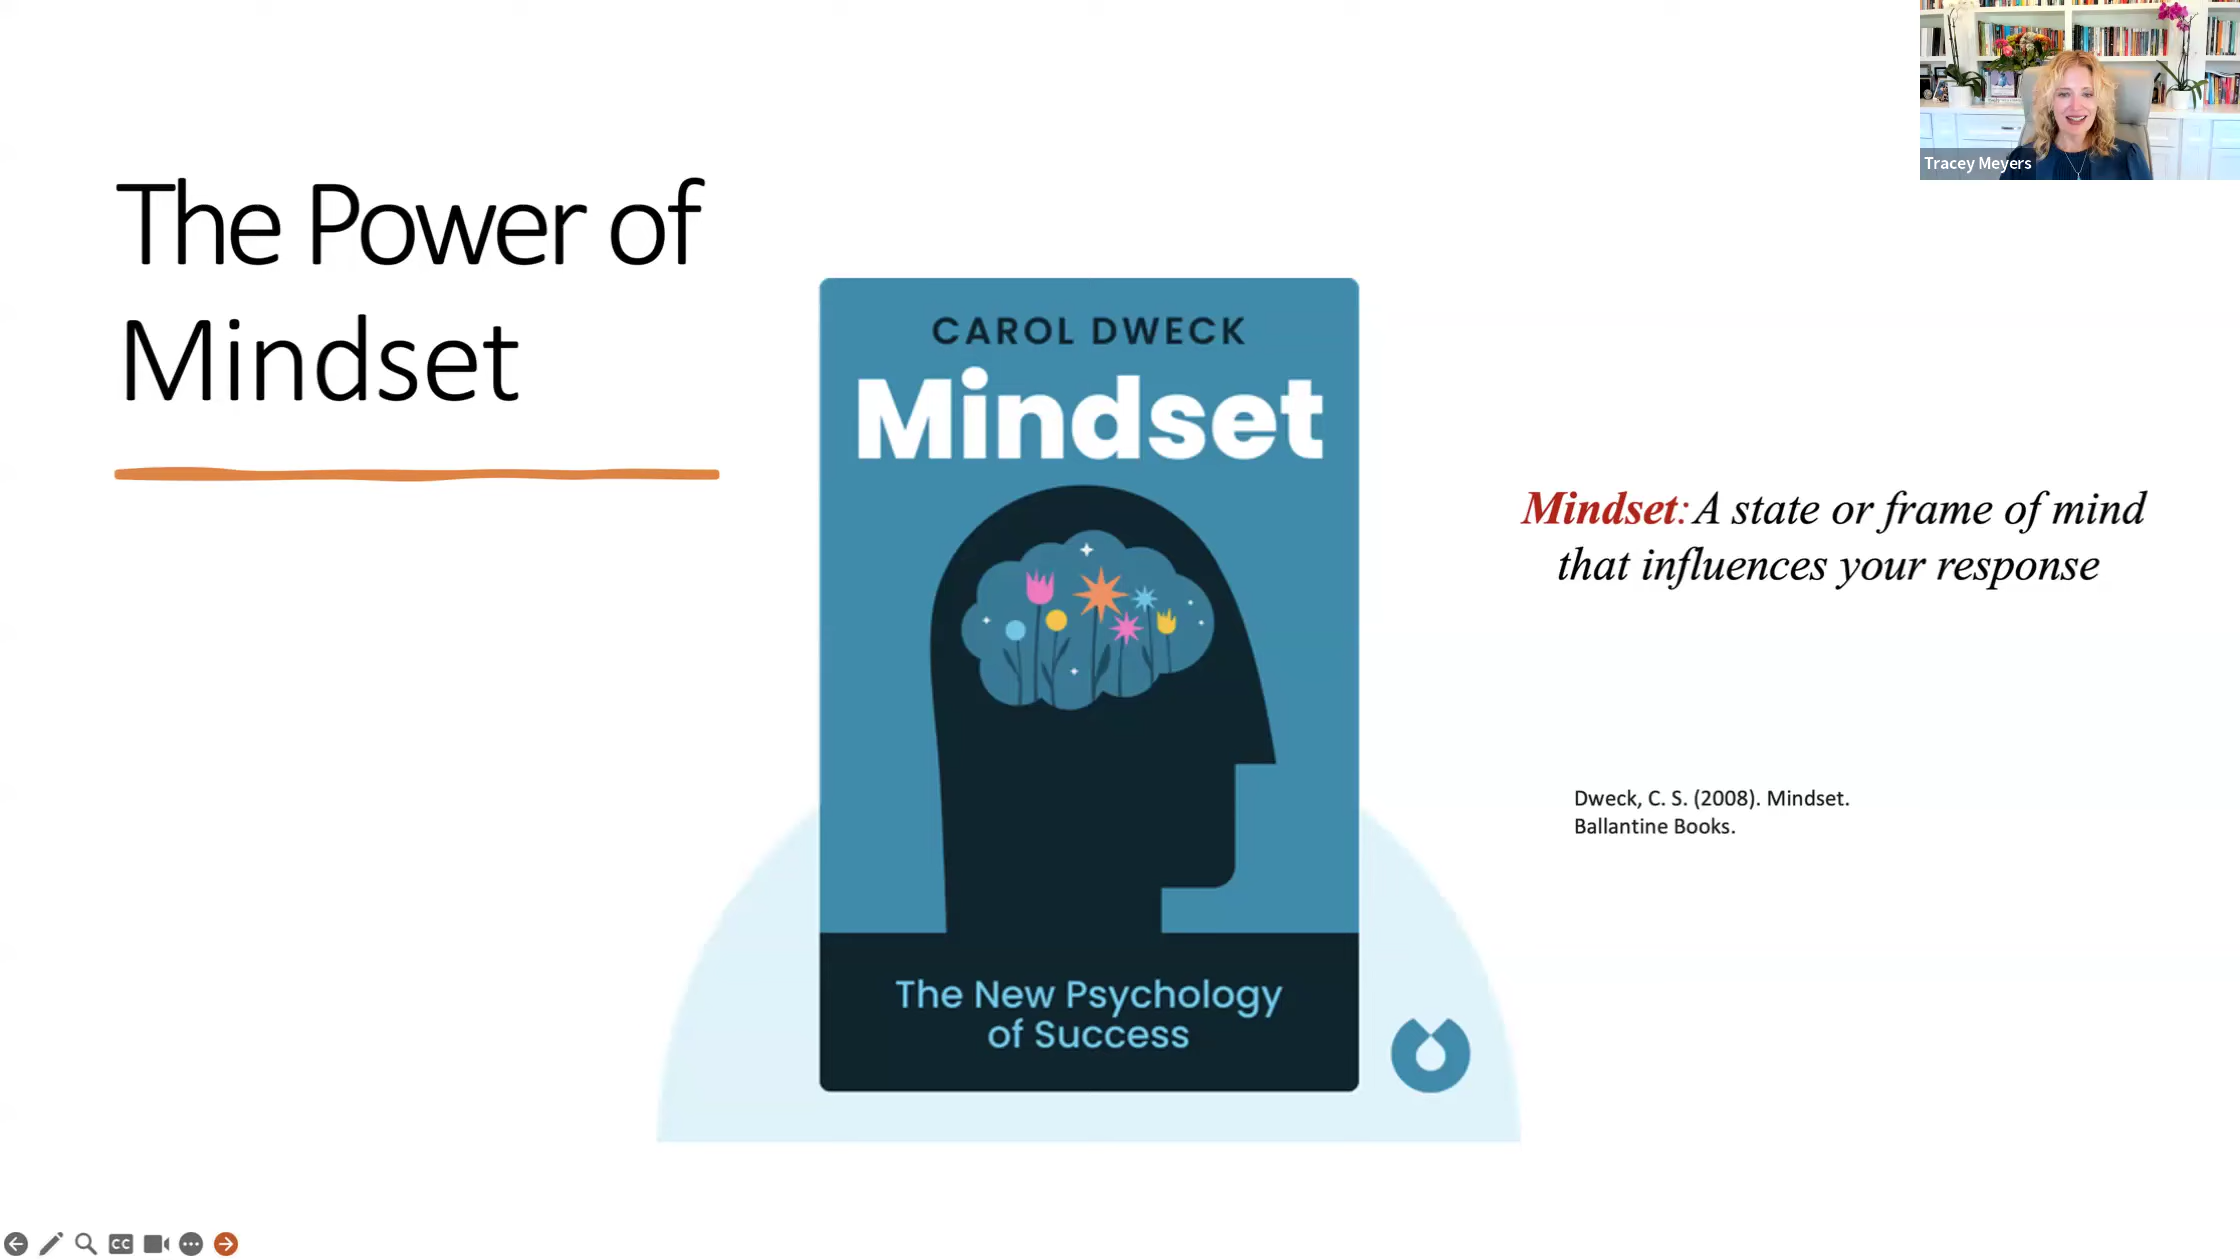 The Power of
Mindset
CAROL DWECK
Mindset
The New Psychology
of Success
Mindset: A state or frame of mind
that influences your response
Dweck, C. S. (2008). Mindset.
Ballantine Books.
Tracey Meyers
CC